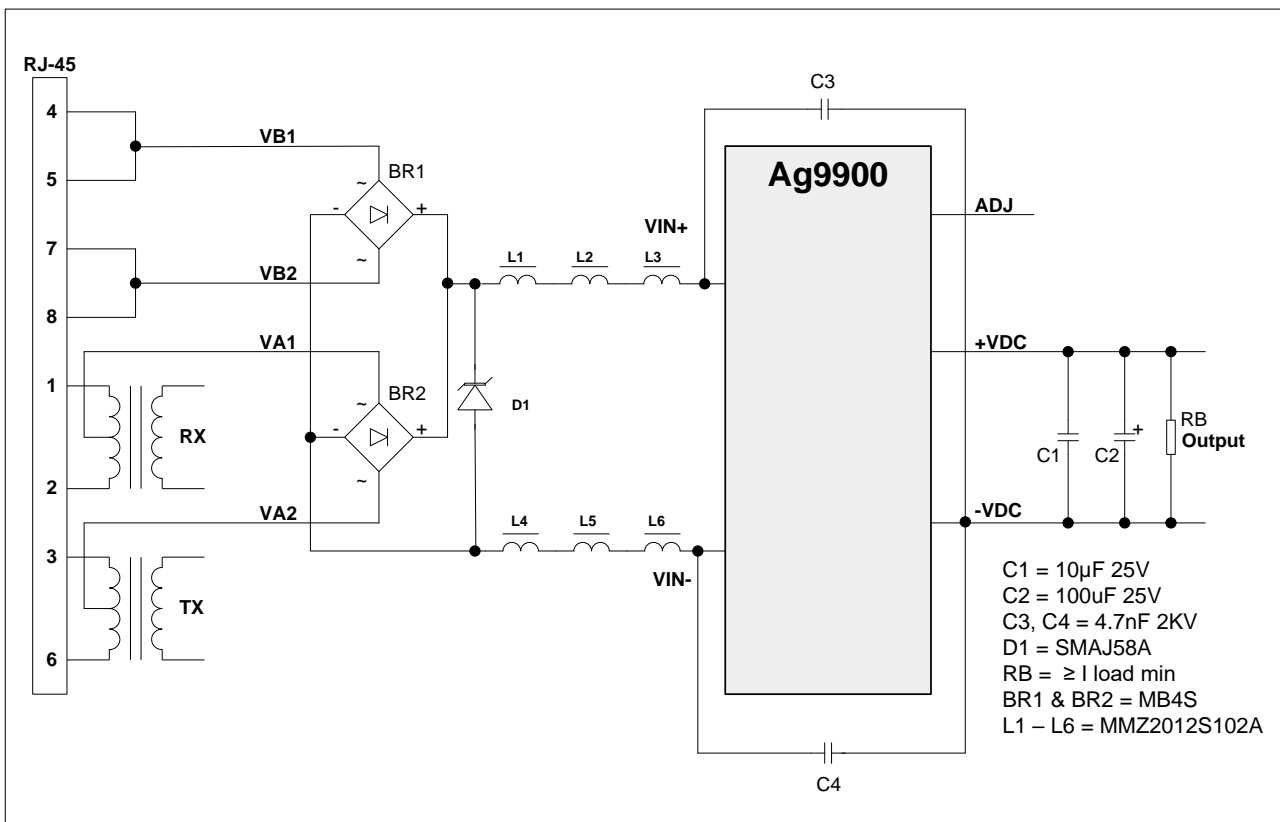 RJ-45
C3
4
VB1
BR1
Ag9900
5
~
-
+
ADJ
VIN+
7
~
L1
L2
L3
VB2
8
VA1
+VDC
1
BR2
~
D1
RX
-
+
RB
+
Output
C1
C2
2
~
VA2
L4
L5
L6
-VDC
3
VIN-
C1 = 10µF 25V
C2 = 100uF 25V
TX
C3, C4 = 4.7nF 2KV
D1 = SMAJ58A
6
RB = ≥ I load min
BR1 & BR2 = MB4S
L1 – L6 = MMZ2012S102A
C4